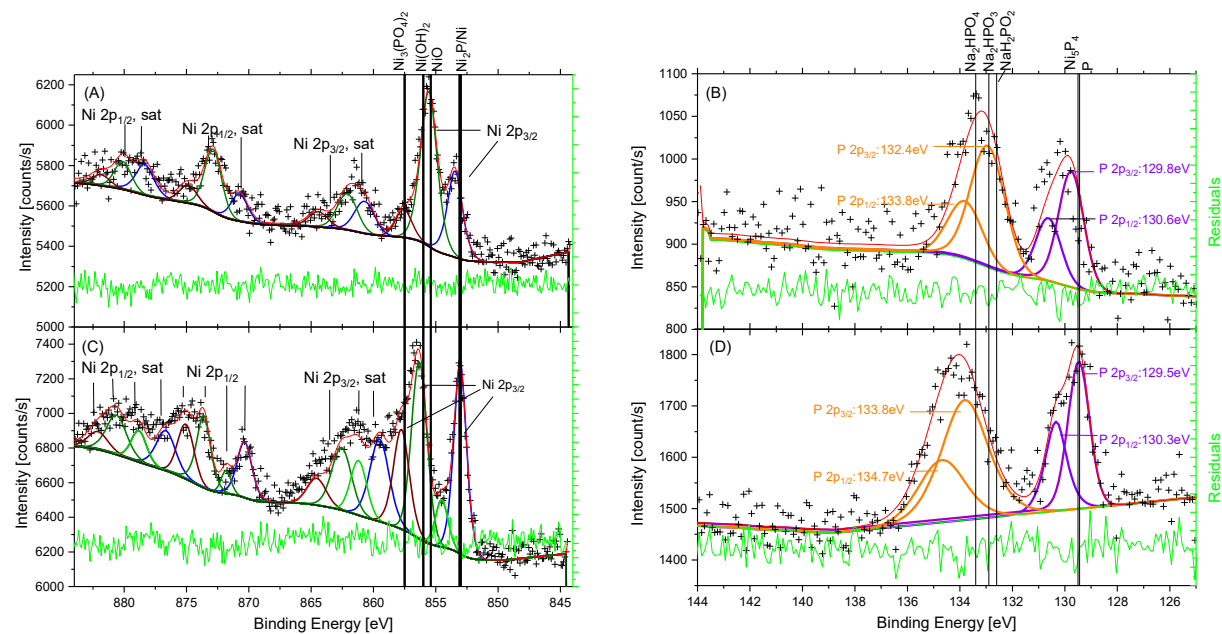 Ni₃(PO₄)₂
Ni(OH)₂
NiO
Ni₂P/Ni
(A)
Ni 2p₁/₂, sat
Ni 2p₁/₂, sat
Ni 2p₃/₂, sat
Ni 2p₃/₂
Intensity [counts/s]
6200
6000
5800
5600
5400
5200
5000
(C)
Ni 2p₁/₂, sat
Ni 2p₁/₂
Ni 2p₃/₂, sat
Ni 2p₃/₂
Intensity [counts/s]
7400
7200
7000
6800
6600
6400
6200
6000
880 875 870 865 860 855 850 845
Binding Energy [eV]
Na₂HPO₄
Na₂HPO₃
NaH₂PO₂
Ni₅P₄
P
(B)
P 2p₃/₂:132.4eV
P 2p₁/₂:133.8eV
P 2p₃/₂:129.8eV
P 2p₁/₂:130.6eV
Intensity [counts/s]
1100
1050
1000
950
900
850
800
Residuals
(D)
P 2p₃/₂:133.8eV
P 2p₁/₂:134.7eV
P 2p₃/₂:129.5eV
P 2p₁/₂:130.3eV
Intensity [counts/s]
1800
1700
1600
1500
1400
Residuals
144 142 140 138 136 134 132 130 128 126
Binding Energy [eV]